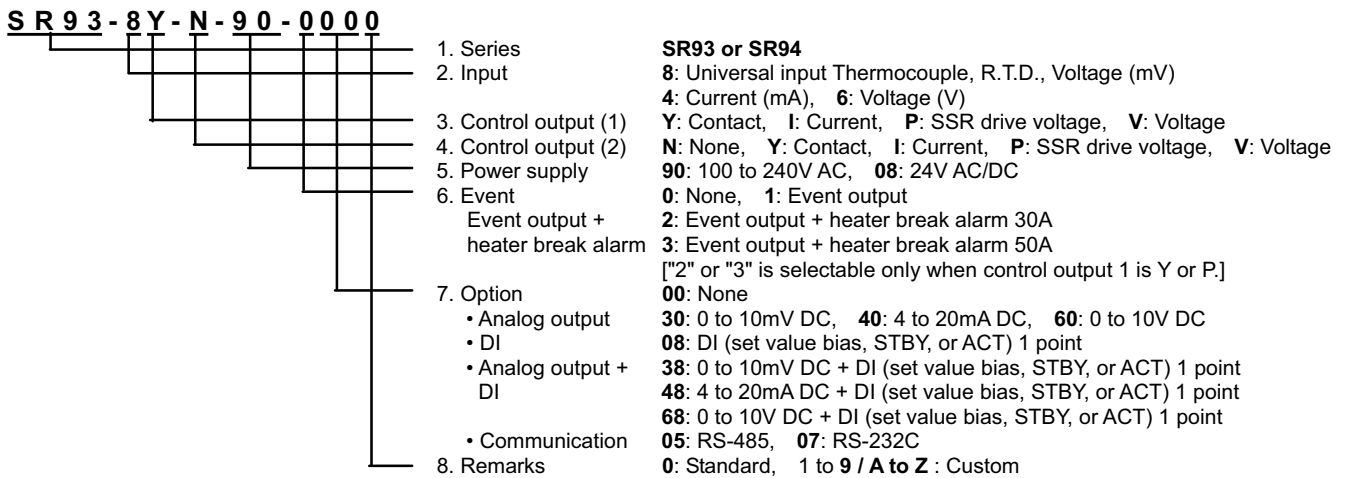 SR93-8Y-N-90-0000
1. Series SR93 or SR94
2. Input 8: Universal input Thermocouple, R.T.D., Voltage (mV)
4: Current (mA), 6: Voltage (V)
3. Control output (1) Y: Contact, I: Current, P: SSR drive voltage, V: Voltage
4. Control output (2) N: None, Y: Contact, I: Current, P: SSR drive voltage, V: Voltage
5. Power supply 90: 100 to 240V AC, 08: 24V AC/DC
6. Event 0: None, 1: Event output
Event output + 2: Event output + heater break alarm 30A
heater break alarm 3: Event output + heater break alarm 50A
["2" or "3" is selectable only when control output 1 is Y or P.]
7. Option 00: None
• Analog output 30: 0 to 10mV DC, 40: 4 to 20mA DC, 60: 0 to 10V DC
• DI 08: DI (set value bias, STBY, or ACT) 1 point
• Analog output + 38: 0 to 10mV DC + DI (set value bias, STBY, or ACT) 1 point
DI 48: 4 to 20mA DC + DI (set value bias, STBY, or ACT) 1 point
68: 0 to 10V DC + DI (set value bias, STBY, or ACT) 1 point
• Communication 05: RS-485, 07: RS-232C
8. Remarks 0: Standard, 1 to 9 / A to Z : Custom